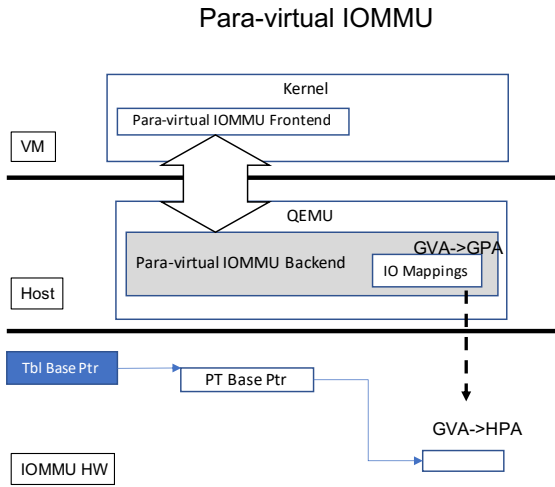 Para-virtual IOMMU
Kernel
Para-virtual IOMMU Frontend
VM
QEMU
GVA->GPA
Para-virtual IOMMU Backend
IO Mappings
Host
Tbl Base Ptr
PT Base Ptr
GVA->HPA
IOMMU HW